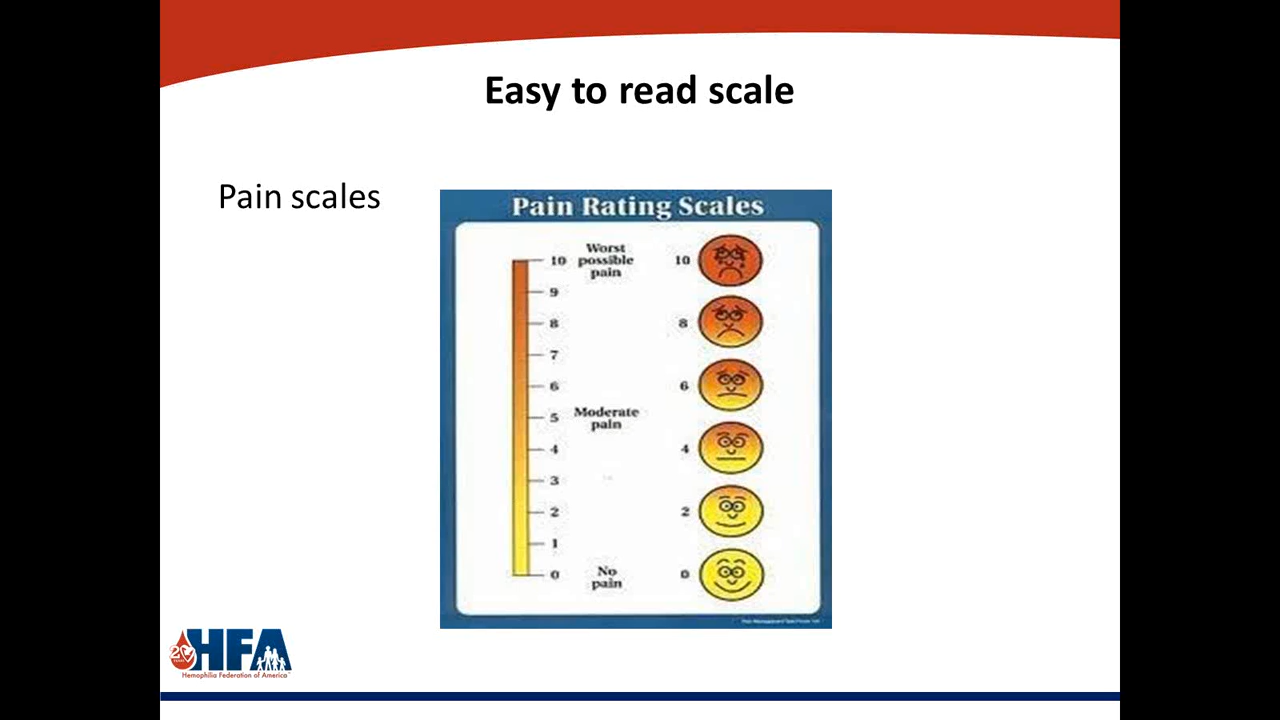 Easy to read scale
Pain scales
Pain Rating Scales
10
9
8
7
6
5
4
3
2
1
0
Worst
possible
pain
Moderate
pain
No
pain
10
8
6
4
2
0
20
YEARS
HFA
Hemophilia Federation of America